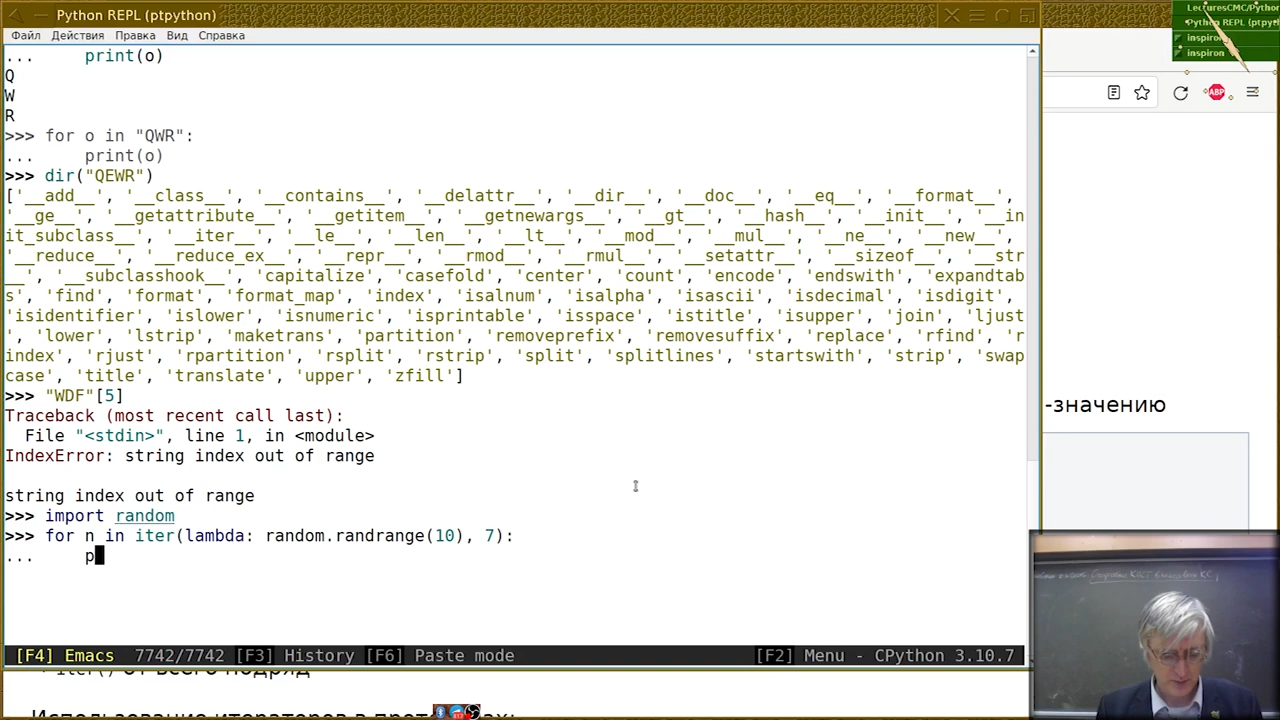 Python REPL (ptpython)
Файл Действия Правка Вид Справка
LecturesCMC/Python
Python REPL (ptpy
inspiron
inspiron
ABP
... print(o)
Q
W
R
>>> for o in "QWR":
... print(o)
>>> dir("QEWR")
['__add__', '__class__', '__contains__', '__delattr__', '__dir__', '__doc__', '__eq__', '__format__',
'__ge__', '__getattribute__', '__getitem__', '__getnewargs__', '__gt__', '__hash__', '__init__', '__in
it_subclass__', '__iter__', '__le__', '__len__', '__lt__', '__mod__', '__mul__', '__ne__', '__new__',
'__reduce__', '__reduce_ex__', '__repr__', '__rmod__', '__rmul__', '__setattr__', '__sizeof__', '__str
__', '__subclasshook__', 'capitalize', 'casefold', 'center', 'count', 'encode', 'endswith', 'expandtab
s', 'find', 'format', 'format_map', 'index', 'isalnum', 'isalpha', 'isascii', 'isdecimal', 'isdigit',
'isidentifier', 'islower', 'isnumeric', 'isprintable', 'isspace', 'istitle', 'isupper', 'join', 'ljust
', 'lower', 'lstrip', 'maketrans', 'partition', 'removeprefix', 'removesuffix', 'replace', 'rfind', 'r
index', 'rjust', 'rpartition', 'rsplit', 'rstrip', 'split', 'splitlines', 'startswith', 'strip', 'swap
case', 'title', 'translate', 'upper', 'zfill']
>>> "WDF"[5]
Traceback (most recent call last):
File "<stdin>", line 1, in <module>
IndexError: string index out of range
string index out of range
>>> import random
>>> for n in iter(lambda: random.randrange(10), 7):
... p
[F4] Emacs 7742/7742 [F3] History [F6] Paste mode [F2] Menu - CPython 3.10.7
-значению